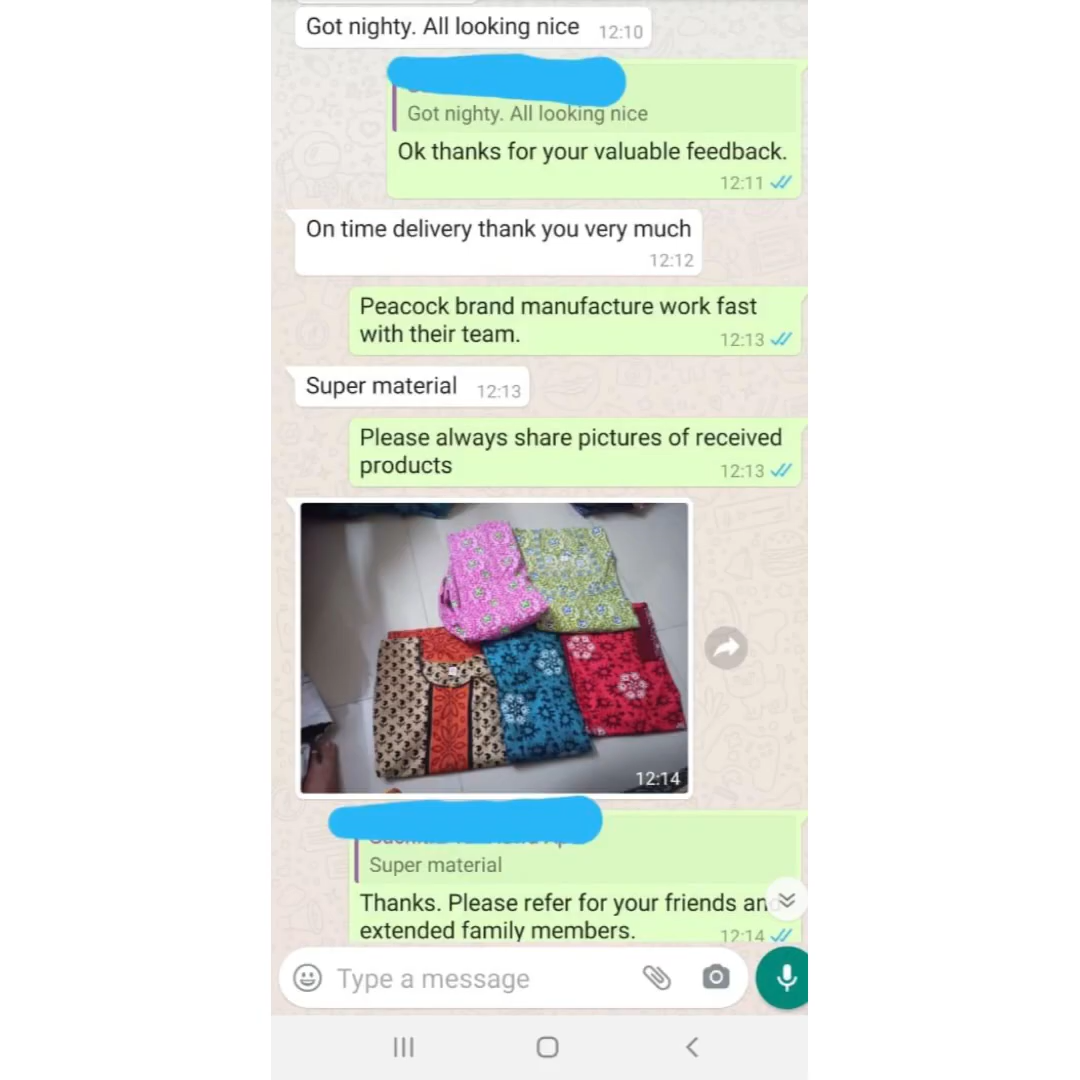 Got nighty. All looking nice 12:10
Got nighty. All looking nice
Ok thanks for your valuable feedback.
12:11
On time delivery thank you very much
12:12
Peacock brand manufacture work fast
with their team.
12:13
Super material 12:13
Please always share pictures of received
products
12:13
12:14
Super material
Thanks. Please refer for your friends and
extended family members.
12:14
Type a message